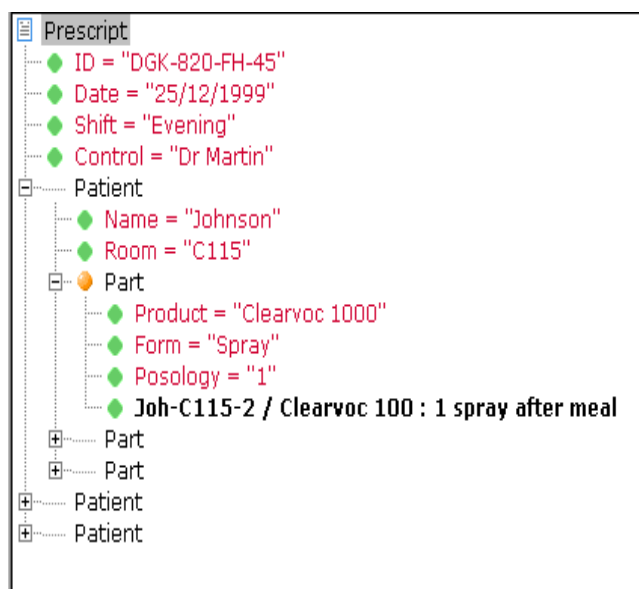 Prescript
ID = "DGK-820-FH-45"
Date = "25/12/1999"
Shift = "Evening"
Control = "Dr Martin"
Patient
Name = "Johnson"
Room = "C115"
Part
Product = "Clearvoc 1000"
Form = "Spray"
Posology = "1"
Joh-C115-2 / Clearvoc 100 : 1 spray after meal
Part
Part
Patient
Patient